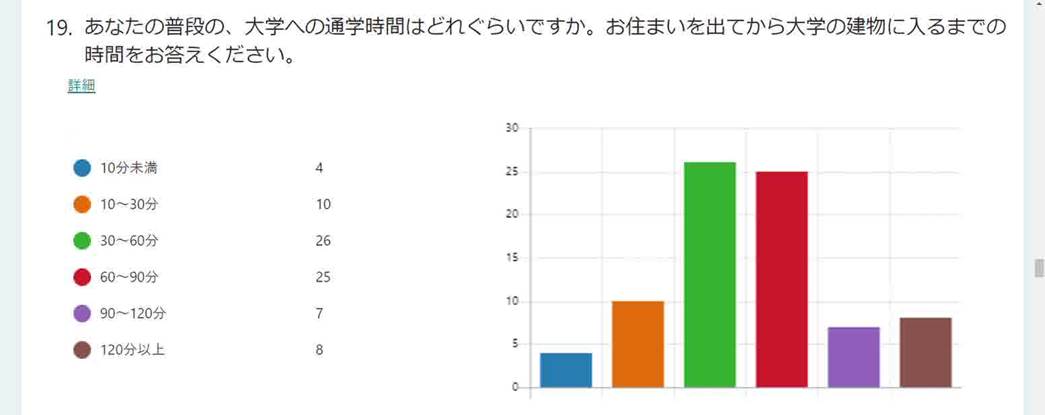 19. あなたの普段の、大学への通学時間はどれぐらいですか。お住まいを出てから大学の建物に入るまでの
時間をお答えください。
詳細
10分未満 4
10～30分 10
30～60分 26
60～90分 25
90～120分 7
120分以上 8
30
25
20
15
10
5
0